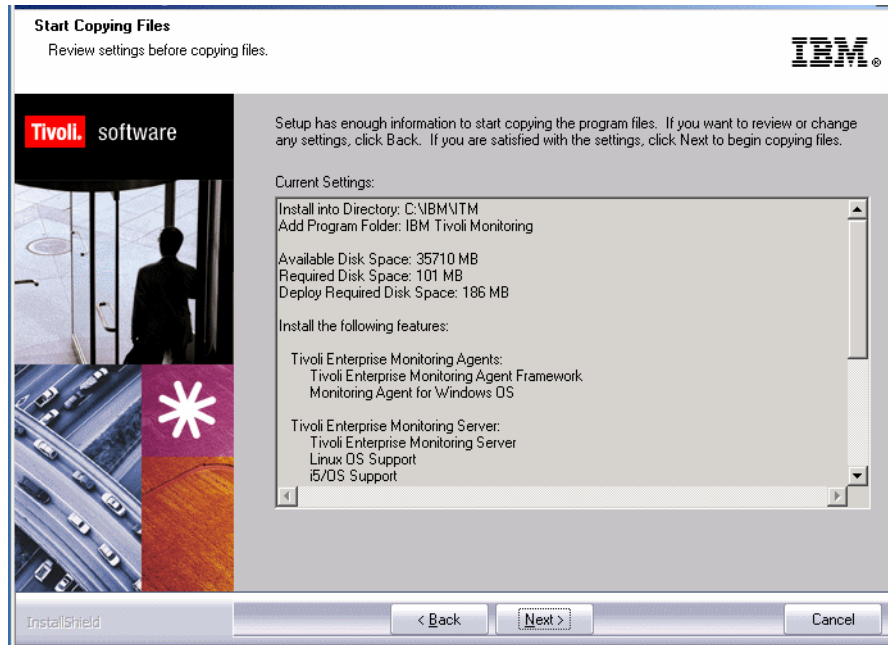 Start Copying Files
Review settings before copying files.
IBM®
Tivoli. software
Setup has enough information to start copying the program files. If you want to review or change
any settings, click Back. If you are satisfied with the settings, click Next to begin copying files.
Current Settings:
Install into Directory: C:\IBM\ITM
Add Program Folder: IBM Tivoli Monitoring
Available Disk Space: 35710 MB
Required Disk Space: 101 MB
Deploy Required Disk Space: 186 MB
Install the following features:
Tivoli Enterprise Monitoring Agents:
Tivoli Enterprise Monitoring Agent Framework
Monitoring Agent for Windows OS
Tivoli Enterprise Monitoring Server:
Tivoli Enterprise Monitoring Server
Linux OS Support
i5/OS Support
InstallShield
< Back
Next >
Cancel